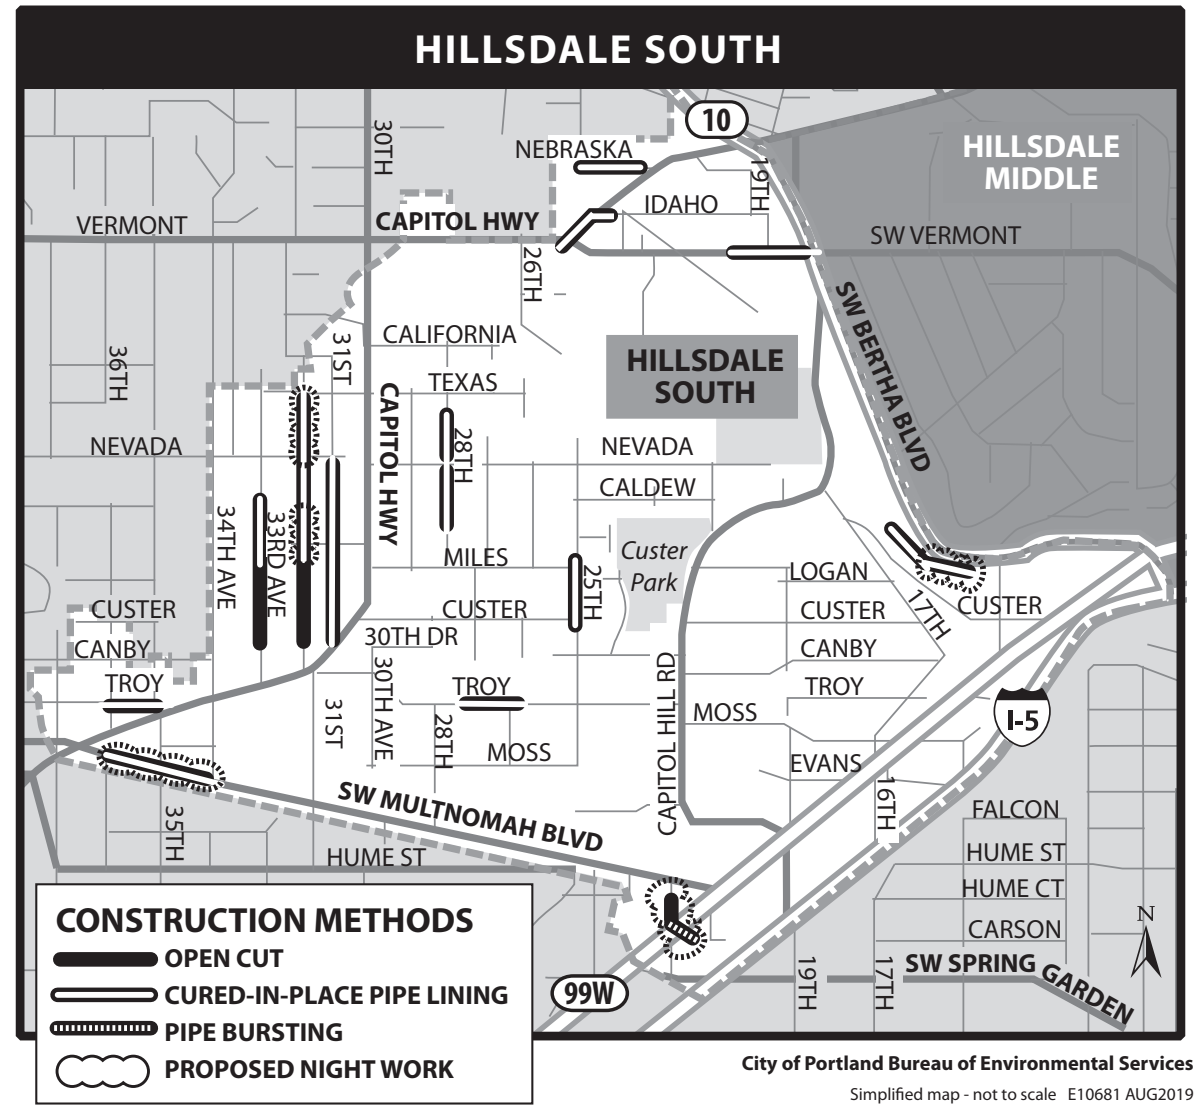 HILLSDALE SOUTH
10
30TH
NEBRASKA
19TH
HILLSDALE
MIDDLE
IDAHO
VERMONT
CAPITOL HWY
SW VERMONT
26TH
SW BERTHA BLVD
31ST
CALIFORNIA
36TH
HILLSDALE
SOUTH
TEXAS
CAPITOL HWY
28TH
NEVADA
NEVADA
CALDEW
34TH AVE
33RD AVE
Custer
Park
MILES
25TH
LOGAN
17TH
CUSTER
CUSTER
CUSTER
CUSTER
30TH DR
CANBY
CANBY
30TH AVE
CAPITOL HILL RD
TROY
TROY
TROY
31ST
28TH
MOSS
I-5
MOSS
EVANS
16TH
SW MULTNOMAH BLVD
35TH
FALCON
HUME ST
HUME ST
HUME CT
CARSON
N
SW SPRING GARDEN
19TH
17TH
99W
CONSTRUCTION METHODS
OPEN CUT
CURED-IN-PLACE PIPE LINING
PIPE BURSTING
PROPOSED NIGHT WORK
City of Portland Bureau of Environmental Services
Simplified map - not to scale E10681 AUG2019